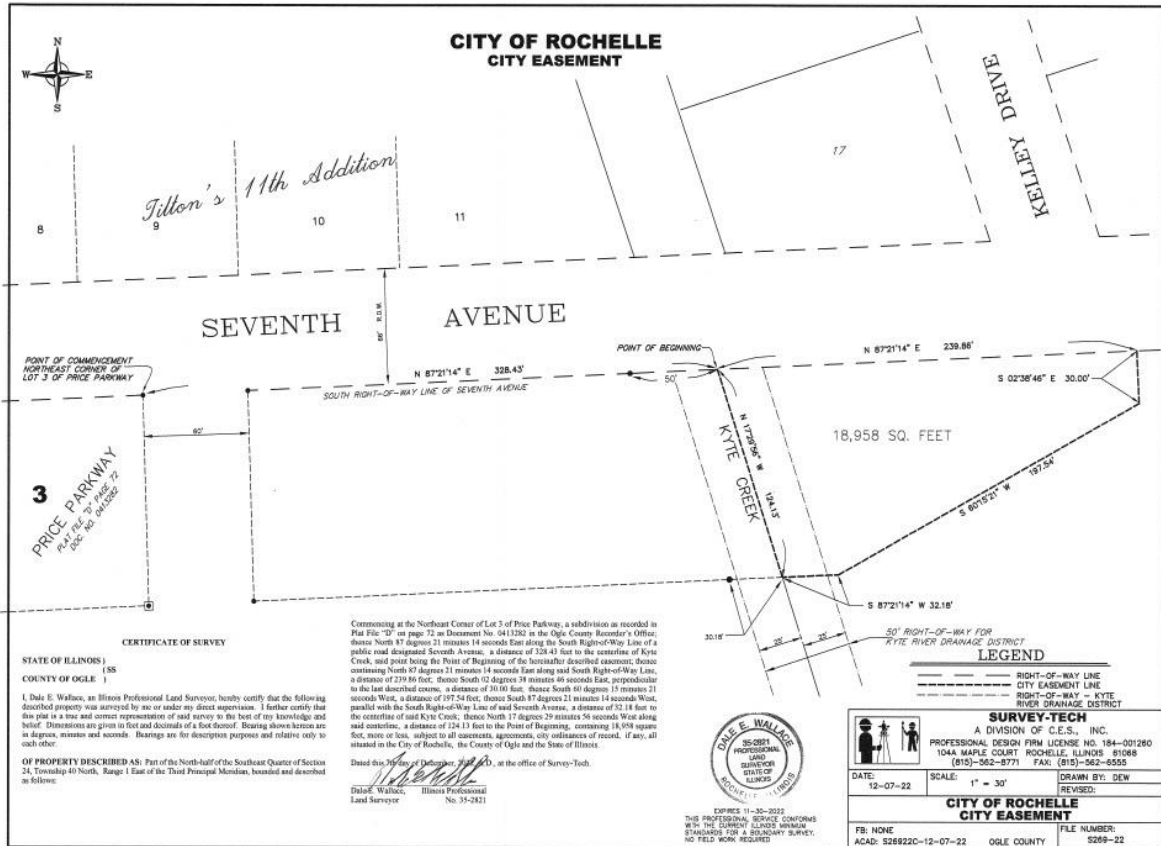 CITY OF ROCHELLE
CITY EASEMENT
N
W E
S
Tilton's 11th Addition
8
9
10
11
17
KELLEY DRIVE
SEVENTH AVENUE
66' R.O.W.
POINT OF COMMENCEMENT
NORTHEAST CORNER OF
LOT 3 OF PRICE PARKWAY
N 87°21'14" E 328.43'
SOUTH RIGHT-OF-WAY LINE OF SEVENTH AVENUE
POINT OF BEGINNING
50'
N 87°21'14" E 239.86'
S 02°38'46" E 30.00'
60'
3
PRICE PARKWAY
PLAT FILE "D" PAGE 72
DOC. NO. 0413282
KYTE CREEK
N 17°29'56" W 124.13'
18,958 SQ. FEET
S 60°15'21" W 197.54'
S 87°21'14" W 32.18'
30.18'
25' 25'
50' RIGHT-OF-WAY FOR
KYTE RIVER DRAINAGE DISTRICT
LEGEND
RIGHT-OF-WAY LINE
CITY EASEMENT LINE
RIGHT-OF-WAY - KYTE
RIVER DRAINAGE DISTRICT
CERTIFICATE OF SURVEY
STATE OF ILLINOIS )
) SS
COUNTY OF OGLE )
I, Dale E. Wallace, an Illinois Professional Land Surveyor, hereby certify that the following
described property was surveyed by me or under my direct supervision. I further certify that
this plat is a true and correct representation of said survey to the best of my knowledge and
belief. Dimensions are given in feet and decimals of a foot thereof. Bearing shown hereon are
in degrees, minutes and seconds. Bearings are for description purposes and relative only to
each other.
OF PROPERTY DESCRIBED AS: Part of the North-half of the Southeast Quarter of Section
24, Township 40 North, Range 1 East of the Third Principal Meridian, bounded and described
as follows:
Commencing at the Northeast Corner of Lot 3 of Price Parkway, a subdivision as recorded in
Plat File "D" on page 72 as Document No. 0413282 in the Ogle County Recorder's Office;
thence North 87 degrees 21 minutes 14 seconds East along the South Right-of-Way Line of a
public road designated Seventh Avenue, a distance of 328.43 feet to the centerline of Kyte
Creek, said point being the Point of Beginning of the hereinafter described easement; thence
continuing North 87 degrees 21 minutes 14 seconds East along said South Right-of-Way Line,
a distance of 239.86 feet; thence South 02 degrees 38 minutes 46 seconds East, perpendicular
to the last described course, a distance of 30.00 feet; thence South 60 degrees 15 minutes 21
seconds West, a distance of 197.54 feet; thence South 87 degrees 21 minutes 14 seconds West,
parallel with the South Right-of-Way Line of said Seventh Avenue, a distance of 32.18 feet to
the centerline of said Kyte Creek; thence North 17 degrees 29 minutes 56 seconds West along
said centerline, a distance of 124.13 feet to the Point of Beginning, containing 18,958 square
feet, more or less, subject to all easements, agreements, city ordinances of record, if any, all
situated in the City of Rochelle, the County of Ogle and the State of Illinois.
Dated this 7th day of December, 2022 A.D., at the office of Survey-Tech.
Dale E. Wallace, Illinois Professional
Land Surveyor No. 35-2821
DALE E. WALLACE
35-2821
PROFESSIONAL
LAND
SURVEYOR
STATE OF
ILLINOIS
ROCHELLE, ILLINOIS
EXPIRES 11-30-2022
THIS PROFESSIONAL SERVICE CONFORMS
WITH THE CURRENT ILLINOIS MINIMUM
STANDARDS FOR A BOUNDARY SURVEY.
NO FIELD WORK REQUIRED
SURVEY-TECH
A DIVISION OF C.E.S., INC.
PROFESSIONAL DESIGN FIRM LICENSE NO. 184-001260
104A MAPLE COURT ROCHELLE, ILLINOIS 61068
(815)-562-8771 FAX: (815)-562-6555
DATE: 12-07-22 SCALE: 1" = 30' DRAWN BY: DEW
REVISED:
CITY OF ROCHELLE
CITY EASEMENT
FB: NONE
ACAD: S26922C-12-07-22 OGLE COUNTY
FILE NUMBER:
S269-22